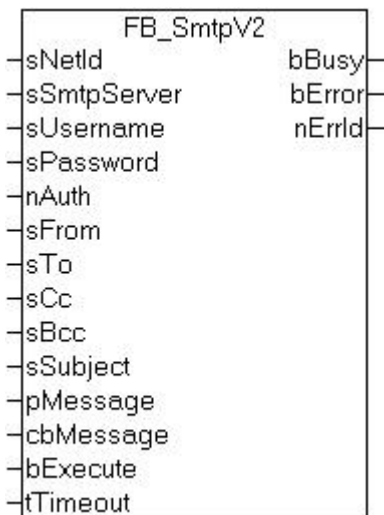 FB_SmtpV2
sNetId bBusy
sSmtpServer bError
sUsername nErrId
sPassword
nAuth
sFrom
sTo
sCc
sBcc
sSubject
pMessage
cbMessage
bExecute
tTimeout